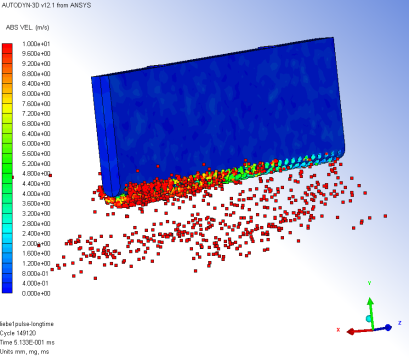 AUTODYN-3D v12.1 from ANSYS
ABS VEL. (m/s)
1.000e+01
9.600e+00
9.200e+00
8.800e+00
8.400e+00
8.000e+00
7.600e+00
7.200e+00
6.800e+00
6.400e+00
6.000e+00
5.600e+00
5.200e+00
4.800e+00
4.400e+00
4.000e+00
3.600e+00
3.200e+00
2.800e+00
2.400e+00
2.000e+00
1.600e+00
1.200e+00
8.000e-01
4.000e-01
0.000e+00
Y
X
Z
liebe1pulse-longtime
Cycle 149120
Time 5.133E-001 ms
Units mm, mg, ms